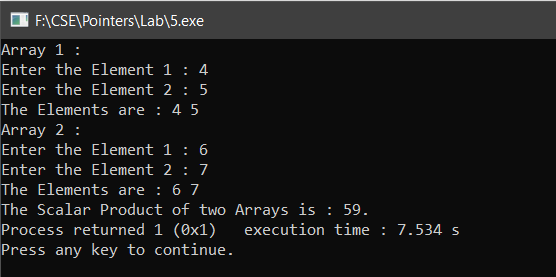 F:\CSE\Pointers\Lab\5.exe
Array 1 :
Enter the Element 1 : 4
Enter the Element 2 : 5
The Elements are : 4 5
Array 2 :
Enter the Element 1 : 6
Enter the Element 2 : 7
The Elements are : 6 7
The Scalar Product of two Arrays is : 59.
Process returned 1 (0x1)   execution time : 7.534 s
Press any key to continue.